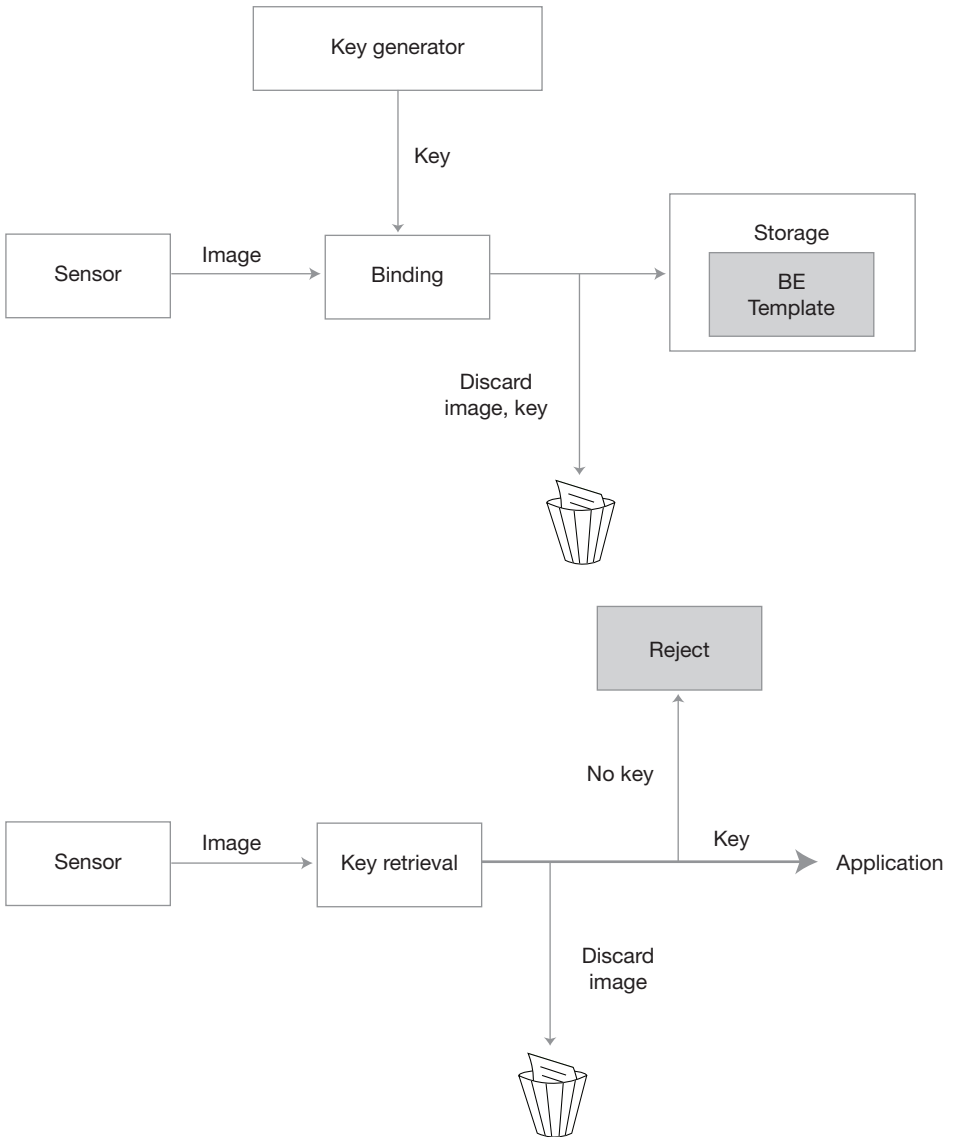 Key generator
Key
Sensor
Image
Binding
Storage
BE
Template
Discard
image, key
Reject
No key
Sensor
Image
Key retrieval
Key
Application
Discard
image